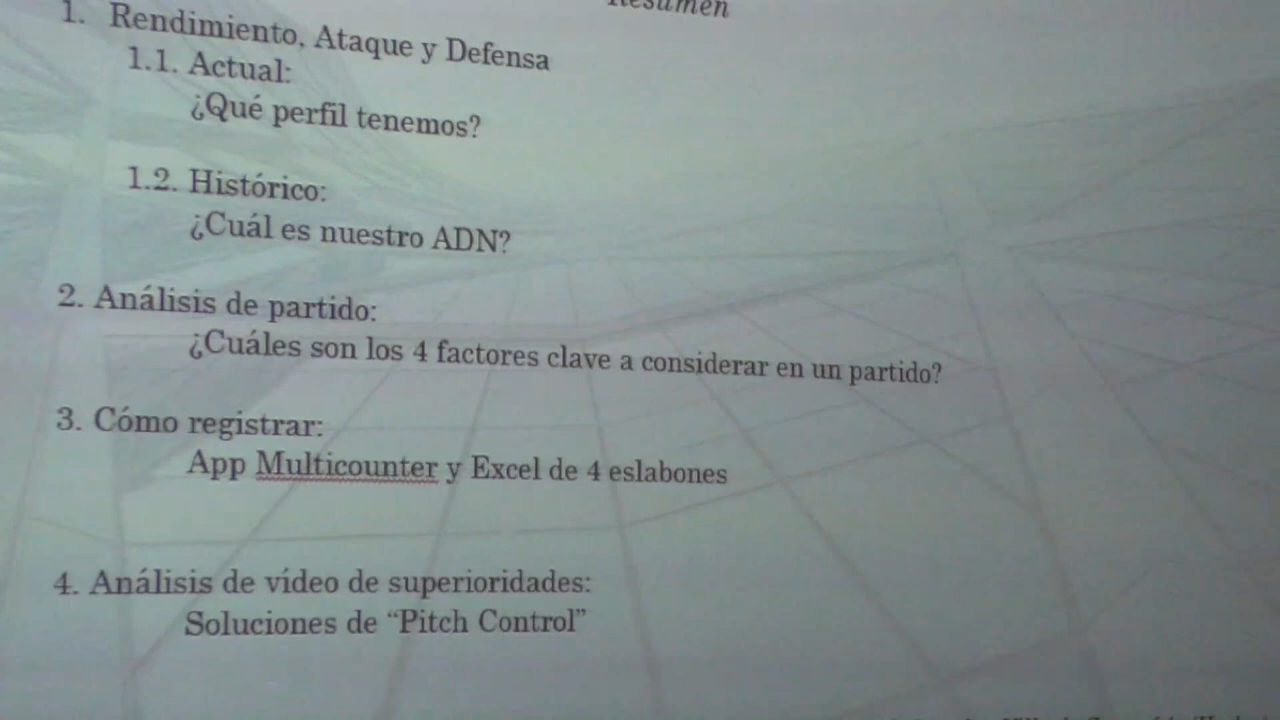 Resumen
1. Rendimiento, Ataque y Defensa
1.1. Actual:
¿Qué perfil tenemos?
1.2. Histórico:
¿Cuál es nuestro ADN?
2. Análisis de partido:
¿Cuáles son los 4 factores clave a considerar en un partido?
3. Cómo registrar:
App Multicounter y Excel de 4 eslabones
4. Análisis de vídeo de superioridades:
Soluciones de “Pitch Control”